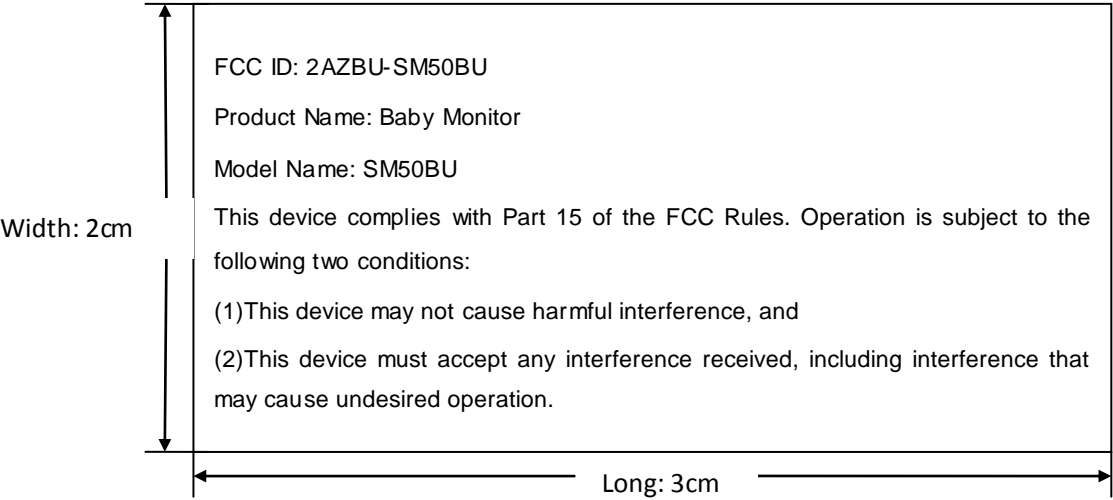 FCC ID: 2AZBU-SM50BU
Product Name: Baby Monitor
Model Name: SM50BU
Width: 2cm
This device complies with Part 15 of the FCC Rules. Operation is subject to the
following two conditions:
(1)This device may not cause harmful interference, and
(2)This device must accept any interference received, including interference that
may cause undesired operation.
Long: 3cm